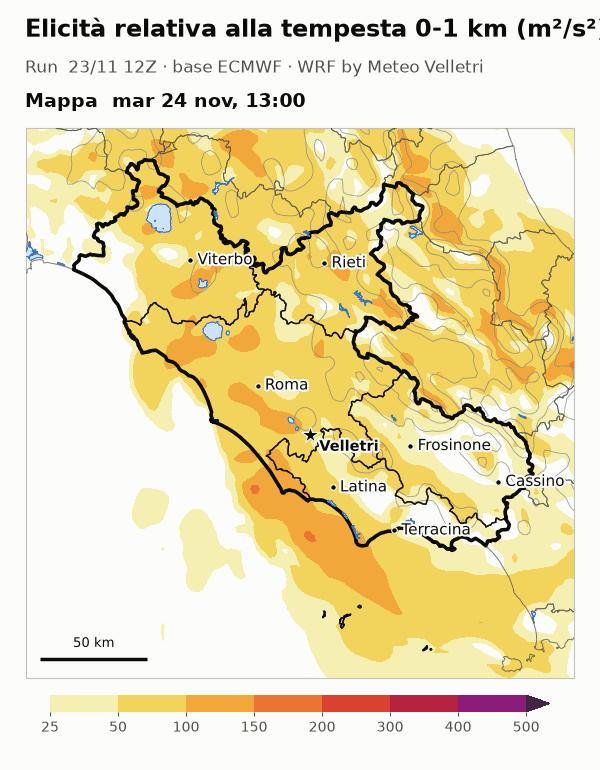 Elicità relativa alla tempesta 0-1 km (m²/s²)
Run 23/11 12Z · base ECMWF · WRF by Meteo Velletri
Mappa mar 24 nov, 13:00
Viterbo
Rieti
Roma
Velletri
Frosinone
Cassino
Latina
Terracina
50 km
25 50 100 150 200 300 400 500